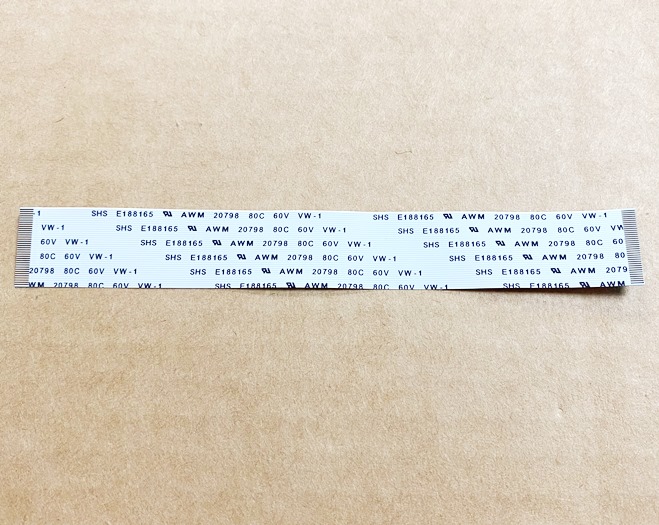 -1 SHS E188165 AWM 20798 80C 60V VW-1 SHS E188165 AWM 20798 80C 60V VW-1
VW-1 SHS E188165 AWM 20798 80C 60V VW-1 SHS E188165 AWM 20798 80C 60V VW
60V VW-1 SHS E188165 AWM 20798 80C 60V VW-1 SHS E188165 AWM 20798 80C 60
80C 60V VW-1 SHS E188165 AWM 20798 80C 60V VW-1 SHS E188165 AWM 20798 80
20798 80C 60V VW-1 SHS E188165 AWM 20798 80C 60V VW-1 SHS E188165 AWM 2079
WM 20798 80C 60V VW-1 SHS E188165 AWM 20798 80C 60V VW-1 SHS E188165 AWM